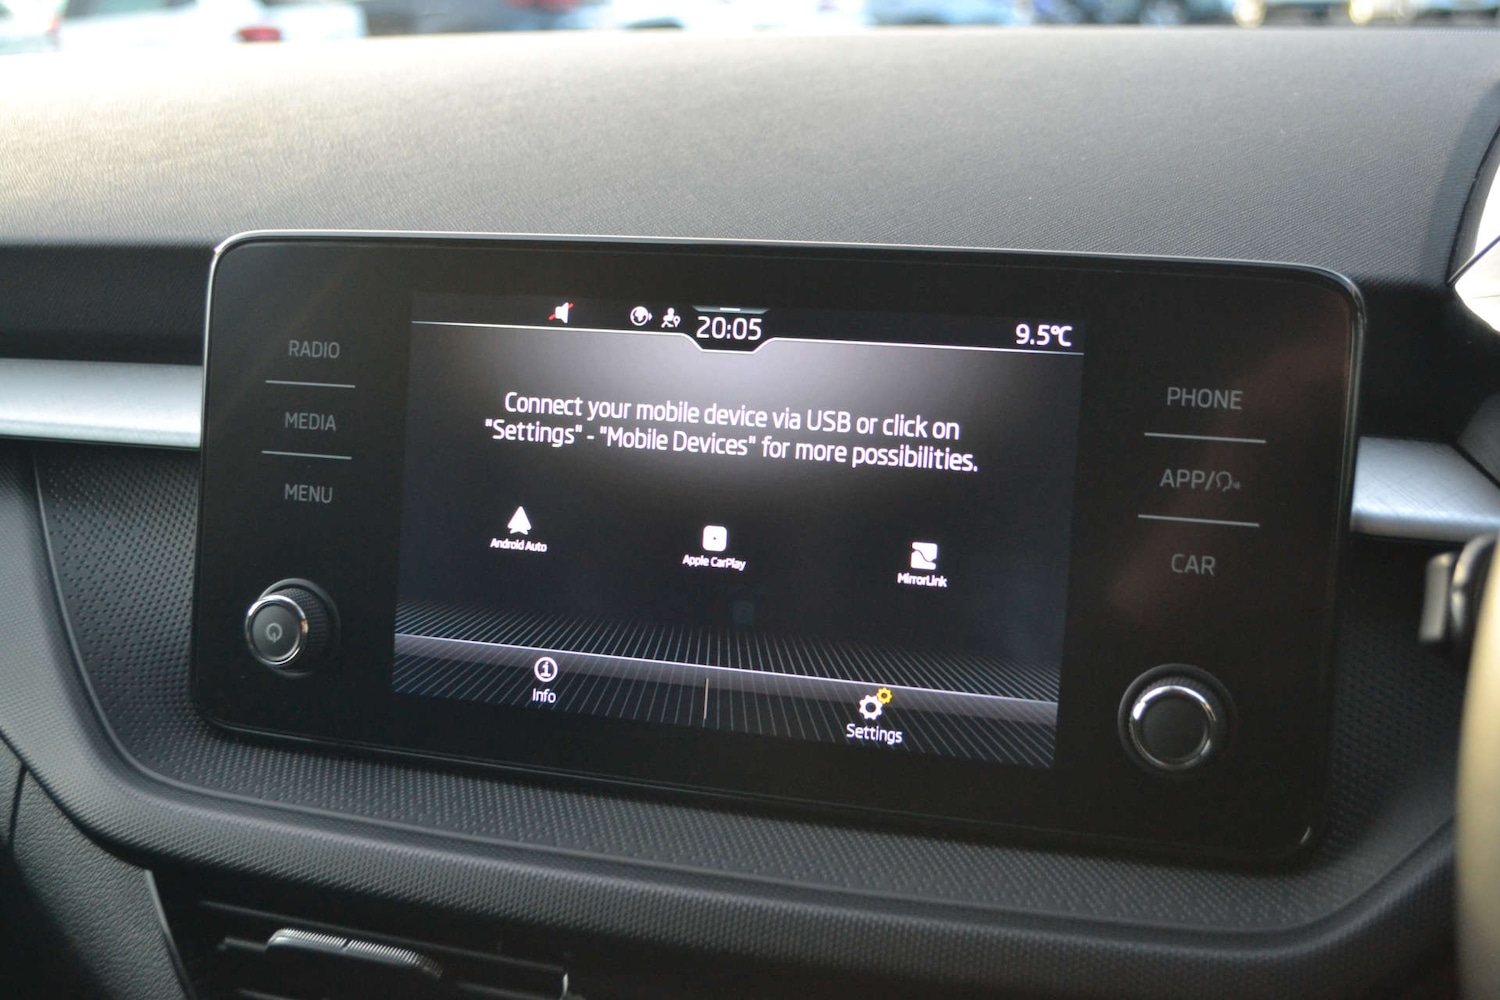 20:05
9.5°C
RADIO
MEDIA
MENU
Connect your mobile device via USB or click on
"Settings" - "Mobile Devices" for more possibilities.
Android Auto
Apple CarPlay
MirrorLink
Info
Settings
PHONE
APP/
CAR